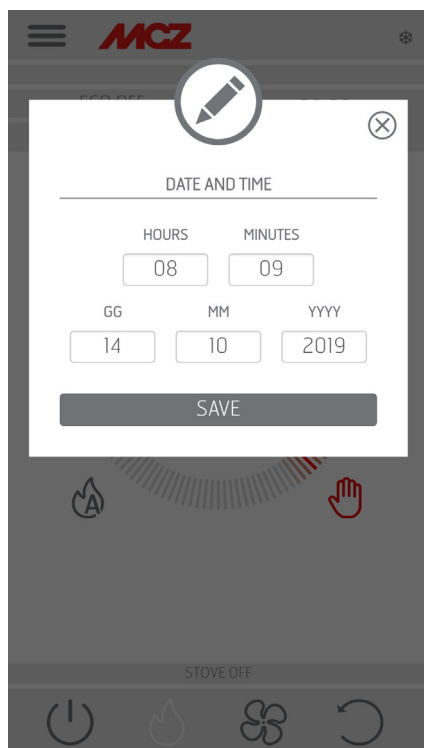 MCZ
DATE AND TIME
HOURS MINUTES
08 09
GG MM YYYY
14 10 2019
SAVE
A
STOVE OFF